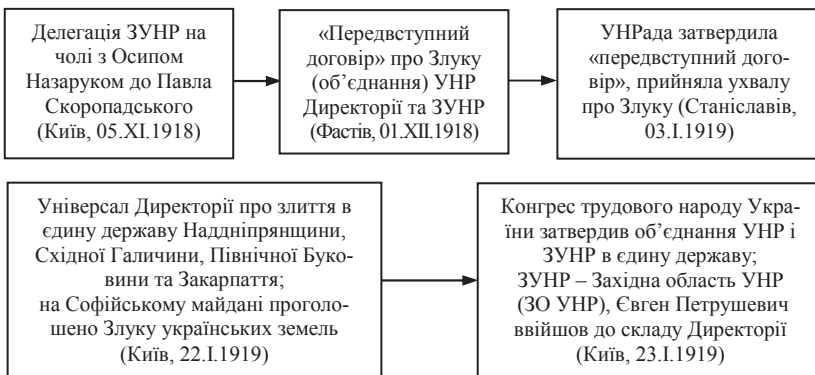 Делегація ЗУНР на
чолі з Осипом
Назаруком до Павла
Скоропадського
(Київ, 05.XI.1918)
«Передвступний
договір» про Злуку
(об’єднання) УНР
Директорії та ЗУНР
(Фастів, 01.XII.1918)
УНРада затвердила
«передвступний дого-
вір», прийняла ухвалу
про Злуку (Станіславів,
03.I.1919)
Універсал Директорії про злиття в
єдину державу Наддніпрянщини,
Східної Галичини, Північної Буко-
вини та Закарпаття;
на Софійському майдані проголо-
шено Злуку українських земель
(Київ, 22.I.1919)
Конгрес трудового народу Укра-
їни затвердив об’єднання УНР і
ЗУНР в єдину державу;
ЗУНР – Західна область УНР
(ЗО УНР), Євген Петрушевич
ввійшов до складу Директорії
(Київ, 23.I.1919)